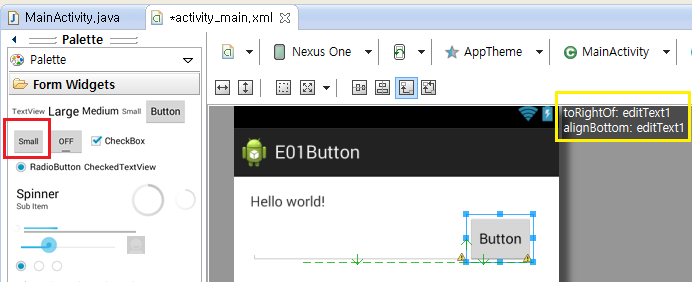 MainActivity.java
*activity_main.xml
Palette
Palette
Nexus One
AppTheme
MainActivity
Form Widgets
TextView Large Medium Small Button
Small OFF CheckBox
RadioButton CheckedTextView
Spinner
Sub Item
toRightOf: editText1
alignBottom: editText1
E01Button
Hello world!
Button